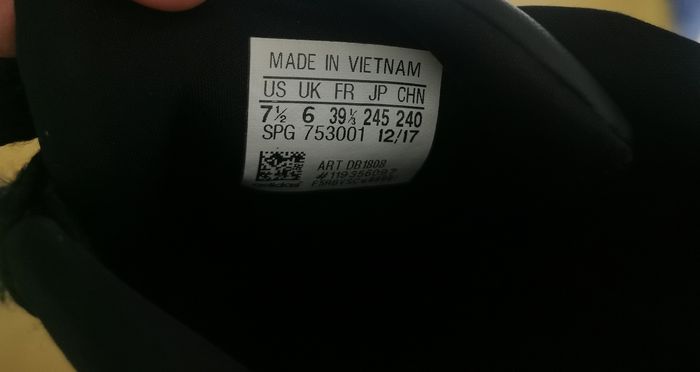 MADE IN VIETNAM
US UK FR JP CHN
7½ 6 39⅓ 245 240
SPG 753001 12/17
ART DB1808
adidas